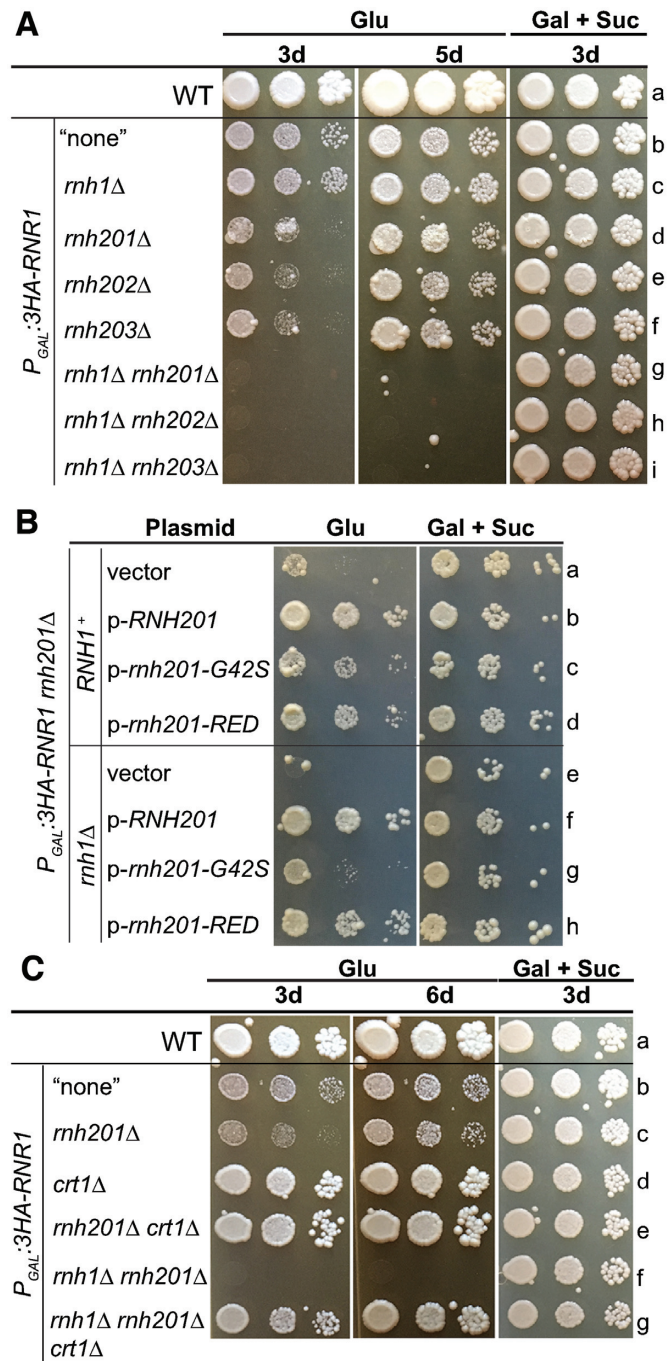 A
Glu Gal + Suc
3d 5d 3d
WT a
P_GAL:3HA-RNR1
"none" b
rnh1Δ c
rnh201Δ d
rnh202Δ e
rnh203Δ f
rnh1Δ rnh201Δ g
rnh1Δ rnh202Δ h
rnh1Δ rnh203Δ i
B
Plasmid Glu Gal + Suc
P_GAL:3HA-RNR1 rnh201Δ
RNH1+
vector a
p-RNH201 b
p-rnh201-G42S c
p-rnh201-RED d
rnh1Δ
vector e
p-RNH201 f
p-rnh201-G42S g
p-rnh201-RED h
C
Glu Gal + Suc
3d 6d 3d
WT a
P_GAL:3HA-RNR1
"none" b
rnh201Δ c
crt1Δ d
rnh201Δ crt1Δ e
rnh1Δ rnh201Δ f
rnh1Δ rnh201Δ g
crt1Δ